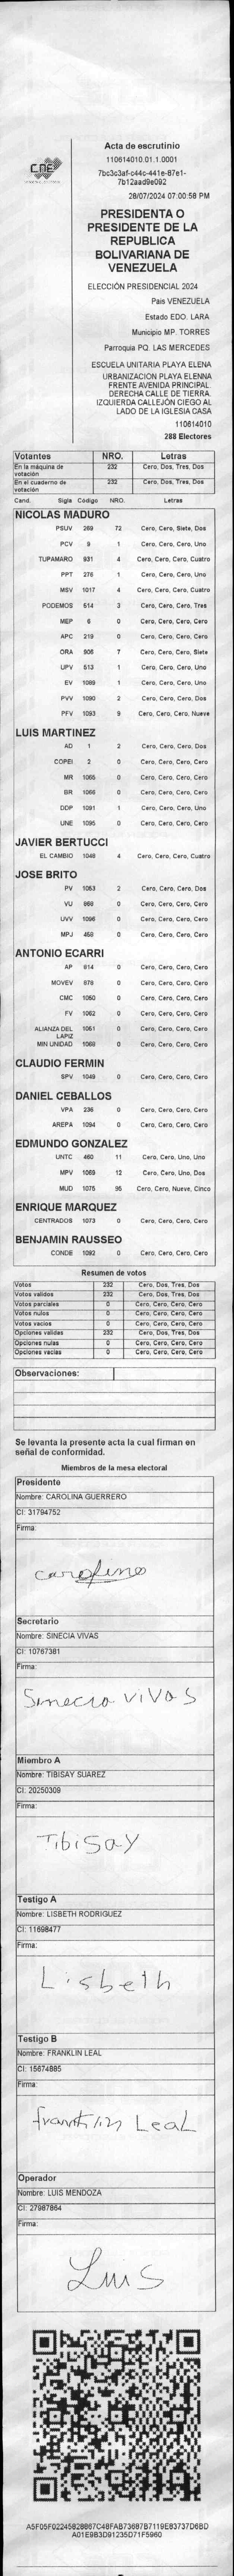 Acta de escrutinio
CNE
110614010.01.1.0001
7bc3c3af-c44c-441e-87e1-
7b12aad9e092
28/07/2024 07:00:58 PM
PRESIDENTA O
PRESIDENTE DE LA
REPUBLICA
BOLIVARIANA DE
VENEZUELA
ELECCIÓN PRESIDENCIAL 2024
Pais VENEZUELA
Estado EDO. LARA
Municipio MP. TORRES
Parroquia PQ. LAS MERCEDES
ESCUELA UNITARIA PLAYA ELENA
URBANIZACION PLAYA ELENNA
FRENTE AVENIDA PRINCIPAL.
DERECHA CALLE DE TIERRA.
IZQUIERDA CALLEJÓN CIEGO AL
LADO DE LA IGLESIA CASA
110614010
288 Electores
Votantes NRO. Letras
En la máquina de votación 232 Cero, Dos, Tres, Dos
En el cuaderno de votación 232 Cero, Dos, Tres, Dos
Cand. Sigla Código NRO. Letras
NICOLAS MADURO
PSUV 269 72 Cero, Cero, Siete, Dos
PCV 9 1 Cero, Cero, Cero, Uno
TUPAMARO 931 4 Cero, Cero, Cero, Cuatro
PPT 276 1 Cero, Cero, Cero, Uno
MSV 1017 4 Cero, Cero, Cero, Cuatro
PODEMOS 514 3 Cero, Cero, Cero, Tres
MEP 6 0 Cero, Cero, Cero, Cero
APC 219 0 Cero, Cero, Cero, Cero
ORA 906 7 Cero, Cero, Cero, Siete
UPV 513 1 Cero, Cero, Cero, Uno
EV 1089 1 Cero, Cero, Cero, Uno
PVV 1090 2 Cero, Cero, Cero, Dos
PFV 1093 9 Cero, Cero, Cero, Nueve
LUIS MARTINEZ
AD 1 2 Cero, Cero, Cero, Dos
COPEI 2 0 Cero, Cero, Cero, Cero
MR 1065 0 Cero, Cero, Cero, Cero
BR 1066 0 Cero, Cero, Cero, Cero
DDP 1091 1 Cero, Cero, Cero, Uno
UNE 1095 0 Cero, Cero, Cero, Cero
JAVIER BERTUCCI
EL CAMBIO 1048 4 Cero, Cero, Cero, Cuatro
JOSE BRITO
PV 1053 2 Cero, Cero, Cero, Dos
VU 868 0 Cero, Cero, Cero, Cero
UVV 1096 0 Cero, Cero, Cero, Cero
MPJ 458 0 Cero, Cero, Cero, Cero
ANTONIO ECARRI
AP 814 0 Cero, Cero, Cero, Cero
MOVEV 878 0 Cero, Cero, Cero, Cero
CMC 1050 0 Cero, Cero, Cero, Cero
FV 1062 0 Cero, Cero, Cero, Cero
ALIANZA DEL LAPIZ 1061 0 Cero, Cero, Cero, Cero
MIN UNIDAD 1068 0 Cero, Cero, Cero, Cero
CLAUDIO FERMIN
SPV 1049 0 Cero, Cero, Cero, Cero
DANIEL CEBALLOS
VPA 236 0 Cero, Cero, Cero, Cero
AREPA 1094 0 Cero, Cero, Cero, Cero
EDMUNDO GONZALEZ
UNTC 460 11 Cero, Cero, Uno, Uno
MPV 1069 12 Cero, Cero, Uno, Dos
MUD 1075 95 Cero, Cero, Nueve, Cinco
ENRIQUE MARQUEZ
CENTRADOS 1073 0 Cero, Cero, Cero, Cero
BENJAMIN RAUSSEO
CONDE 1092 0 Cero, Cero, Cero, Cero
Resumen de votos
Votos 232 Cero, Dos, Tres, Dos
Votos validos 232 Cero, Dos, Tres, Dos
Votos parciales 0 Cero, Cero, Cero, Cero
Votos nulos 0 Cero, Cero, Cero, Cero
Votos vacios 0 Cero, Cero, Cero, Cero
Opciones validas 232 Cero, Dos, Tres, Dos
Opciones nulas 0 Cero, Cero, Cero, Cero
Opciones vacias 0 Cero, Cero, Cero, Cero
Observaciones:
Se levanta la presente acta la cual firman en
señal de conformidad.
Miembros de la mesa electoral
Presidente
Nombre: CAROLINA GUERRERO
CI: 31794752
Firma:
Secretario
Nombre: SINECIA VIVAS
CI: 10767381
Firma:
Sinecia VIVAS
Miembro A
Nombre: TIBISAY SUAREZ
CI: 20250309
Firma:
Tibisay
Testigo A
Nombre: LISBETH RODRIGUEZ
CI: 11698477
Firma:
Lisbeth
Testigo B
Nombre: FRANKLIN LEAL
CI: 15674885
Firma:
Franklin Leal
Operador
Nombre: LUIS MENDOZA
CI: 27987864
Firma:
Luis
A5F05F02245828867C48FAB73687B7119E83737D6BD
A01E9B3D91235D71F5960